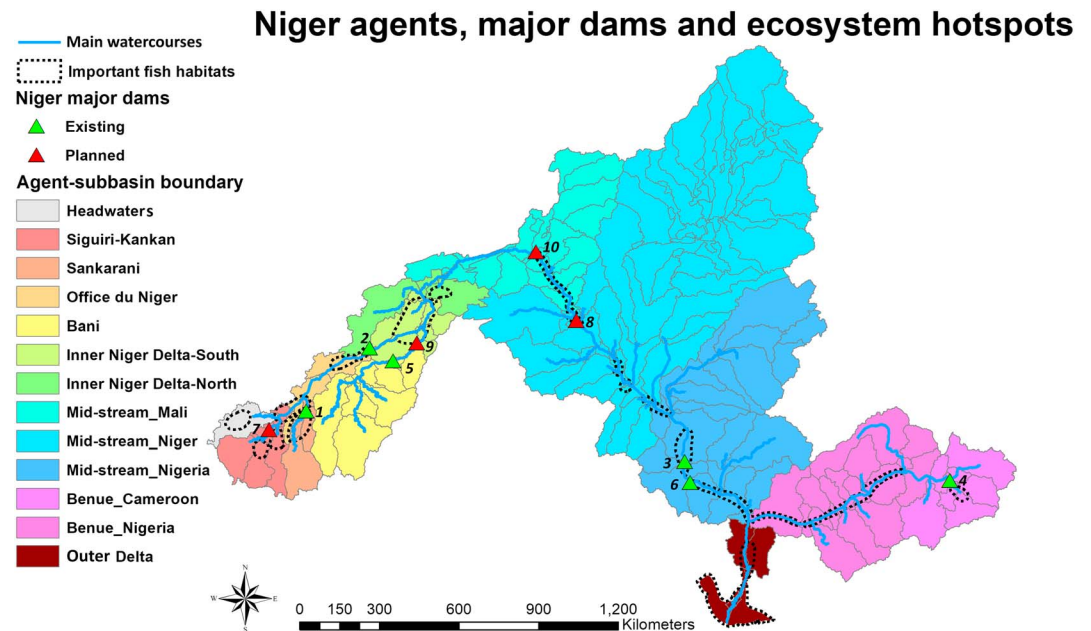 Niger agents, major dams and ecosystem hotspots
Main watercourses
Important fish habitats
Niger major dams
Existing
Planned
Agent-subbasin boundary
Headwaters
Siguiri-Kankan
Sankarani
Office du Niger
Bani
Inner Niger Delta-South
Inner Niger Delta-North
Mid-stream_Mali
Mid-stream_Niger
Mid-stream_Nigeria
Benue_Cameroon
Benue_Nigeria
Outer Delta
10
8
2
9
5
1
7
3
6
4
N
W
E
S
0 150 300 600 900 1,200
Kilometers